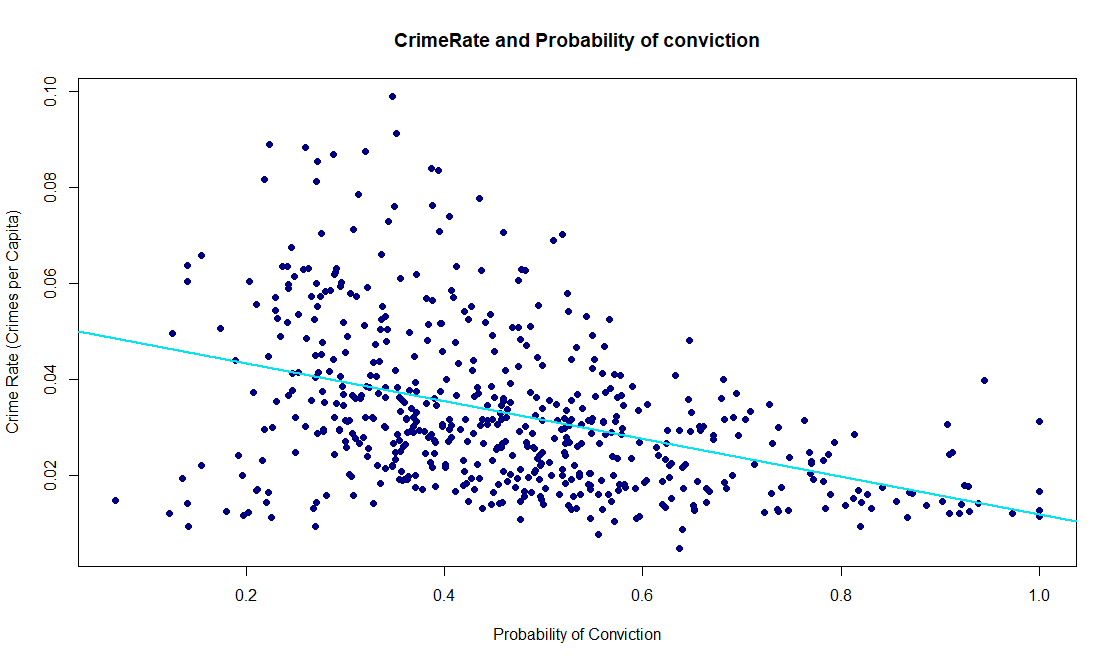 CrimeRate and Probability of conviction
Crime Rate (Crimes per Capita)
0.10
0.08
0.06
0.04
0.02
0.2 0.4 0.6 0.8 1.0
Probability of Conviction